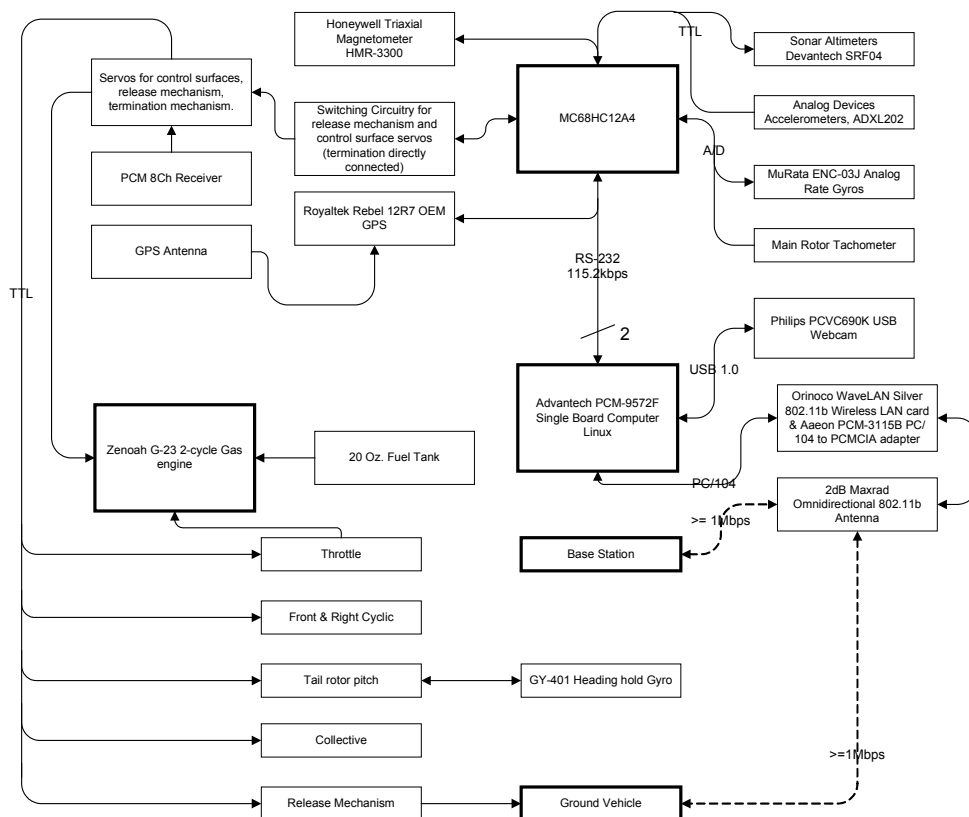 Honeywell Triaxial
Magnetometer
HMR-3300
TTL
Sonar Altimeters
Devantech SRF04
Servos for control surfaces,
release mechanism,
termination mechanism.
Switching Circuitry for
release mechanism and
control surface servos
(termination directly
connected)
MC68HC12A4
Analog Devices
Accelerometers, ADXL202
A/D
PCM 8Ch Receiver
MuRata ENC-03J Analog
Rate Gyros
Royaltek Rebel 12R7 OEM
GPS
GPS Antenna
Main Rotor Tachometer
RS-232
115.2kbps
TTL
2
Philips PCVC690K USB
Webcam
USB 1.0
Advantech PCM-9572F
Single Board Computer
Linux
Orinoco WaveLAN Silver
802.11b Wireless LAN card
& Aaeon PCM-3115B PC/
104 to PCMCIA adapter
Zenoah G-23 2-cycle Gas
engine
20 Oz. Fuel Tank
PC/104
2dB Maxrad
Omnidirectional 802.11b
Antenna
>= 1Mbps
Throttle
Base Station
Front & Right Cyclic
Tail rotor pitch
GY-401 Heading hold Gyro
Collective
>=1Mbps
Release Mechanism
Ground Vehicle